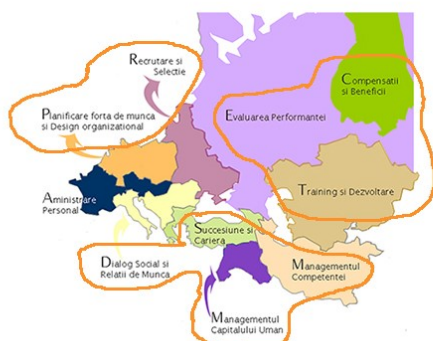 Recrutare si
Selectie
Compensatii
si Beneficii
Planificare forta de munca
si Design organizational
Evaluarea Performantei
Administrare
Personal
Training si Dezvoltare
Succesiune si
Cariera
Dialog Social si
Relatii de Munca
Managementul
Competentei
Managementul
Capitalului Uman